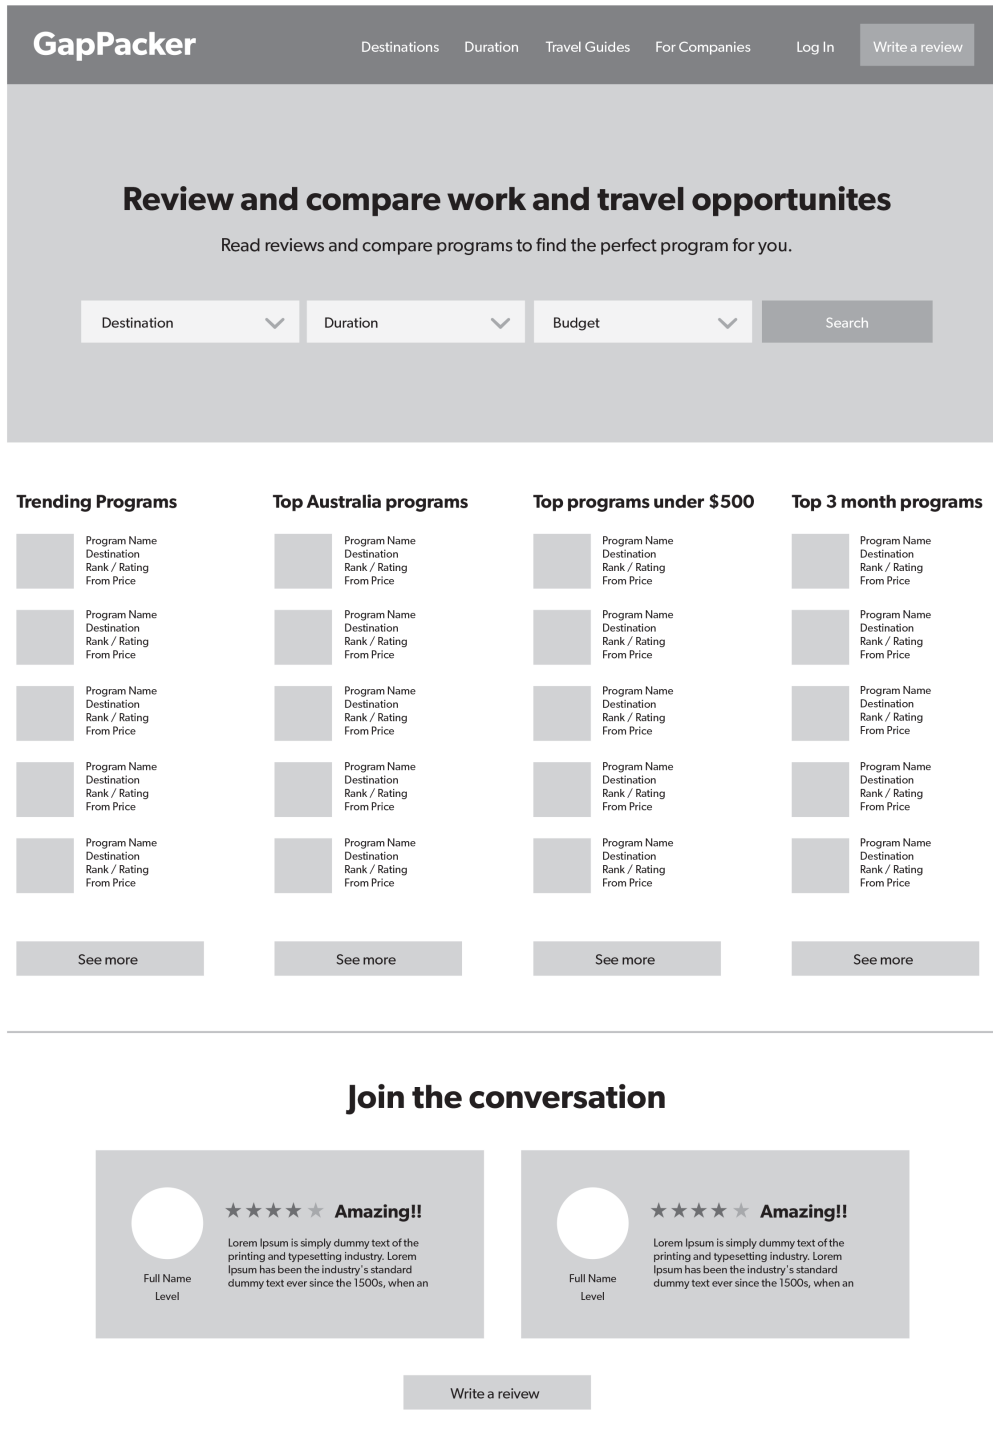 GapPacker
Destinations
Duration
Travel Guides
For Companies
Log In
Write a review
Review and compare work and travel opportunites
Read reviews and compare programs to find the perfect program for you.
Destination
Duration
Budget
Search
Trending Programs
Program Name
Destination
Rank / Rating
From Price
Program Name
Destination
Rank / Rating
From Price
Program Name
Destination
Rank / Rating
From Price
Program Name
Destination
Rank / Rating
From Price
Program Name
Destination
Rank / Rating
From Price
See more
Top Australia programs
Program Name
Destination
Rank / Rating
From Price
Program Name
Destination
Rank / Rating
From Price
Program Name
Destination
Rank / Rating
From Price
Program Name
Destination
Rank / Rating
From Price
Program Name
Destination
Rank / Rating
From Price
See more
Top programs under $500
Program Name
Destination
Rank / Rating
From Price
Program Name
Destination
Rank / Rating
From Price
Program Name
Destination
Rank / Rating
From Price
Program Name
Destination
Rank / Rating
From Price
Program Name
Destination
Rank / Rating
From Price
See more
Top 3 month programs
Program Name
Destination
Rank / Rating
From Price
Program Name
Destination
Rank / Rating
From Price
Program Name
Destination
Rank / Rating
From Price
Program Name
Destination
Rank / Rating
From Price
Program Name
Destination
Rank / Rating
From Price
See more
Join the conversation
Full Name
Level
Amazing!!
Lorem Ipsum is simply dummy text of the
printing and typesetting industry. Lorem
Ipsum has been the industry's standard
dummy text ever since the 1500s, when an
Full Name
Level
Amazing!!
Lorem Ipsum is simply dummy text of the
printing and typesetting industry. Lorem
Ipsum has been the industry's standard
dummy text ever since the 1500s, when an
Write a reivew